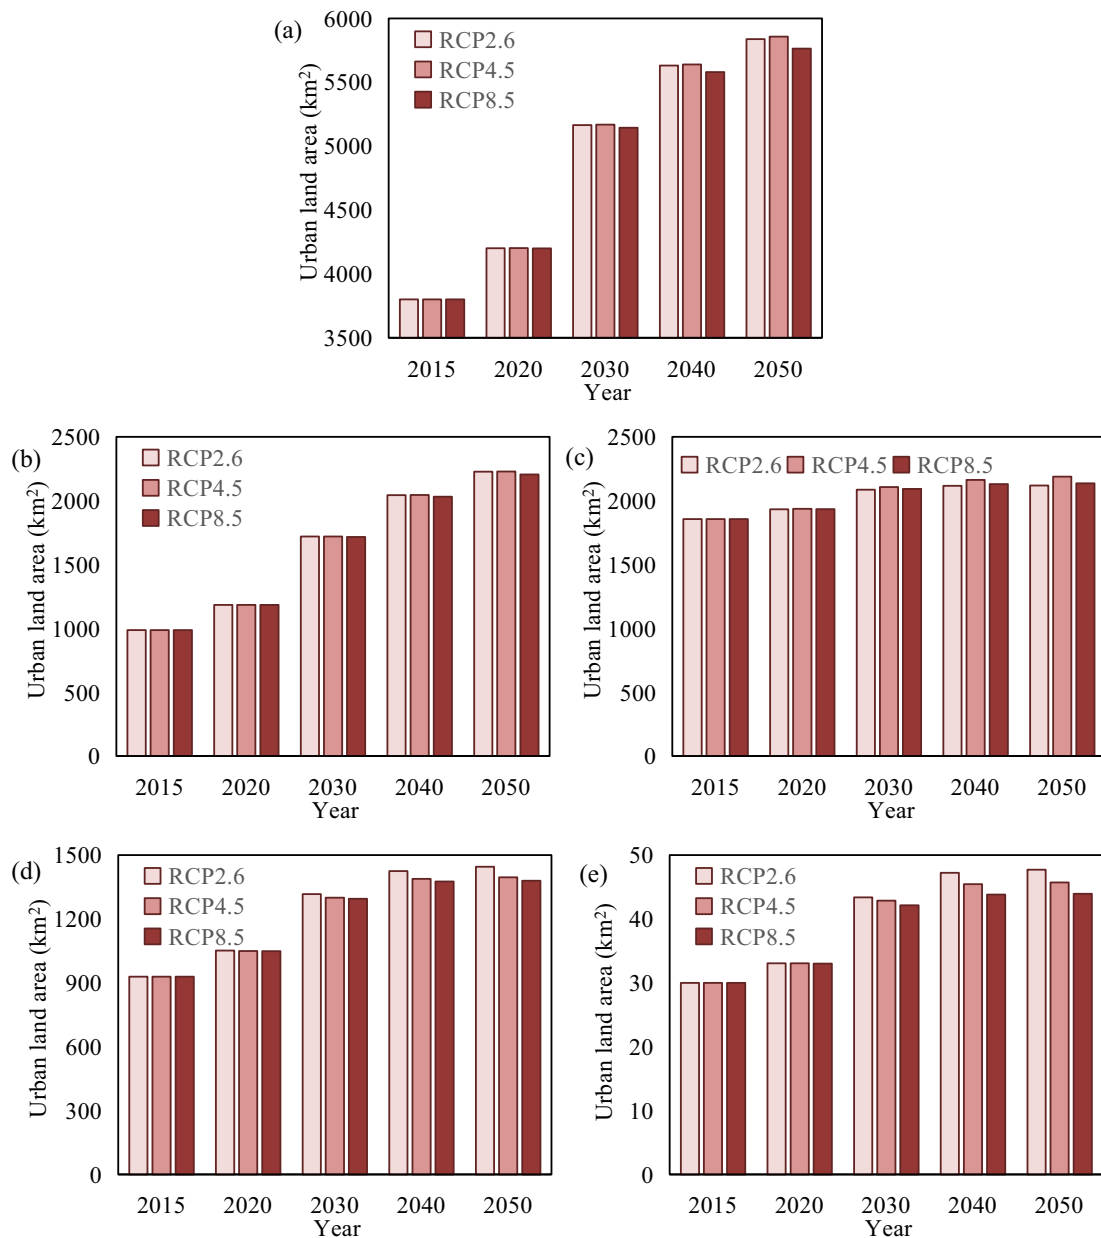 (a)
6000
5500
5000
4500
4000
3500
Urban land area (km²)
RCP2.6
RCP4.5
RCP8.5
2015 2020 2030 2040 2050
Year
(b)
2500
2000
1500
1000
500
0
Urban land area (km²)
RCP2.6
RCP4.5
RCP8.5
2015 2020 2030 2040 2050
Year
(c)
2500
2000
1500
1000
500
0
Urban land area (km²)
RCP2.6 RCP4.5 RCP8.5
2015 2020 2030 2040 2050
Year
(d)
1500
1200
900
600
300
0
Urban land area (km²)
RCP2.6
RCP4.5
RCP8.5
2015 2020 2030 2040 2050
Year
(e)
50
40
30
20
10
0
Urban land area (km²)
RCP2.6
RCP4.5
RCP8.5
2015 2020 2030 2040 2050
Year